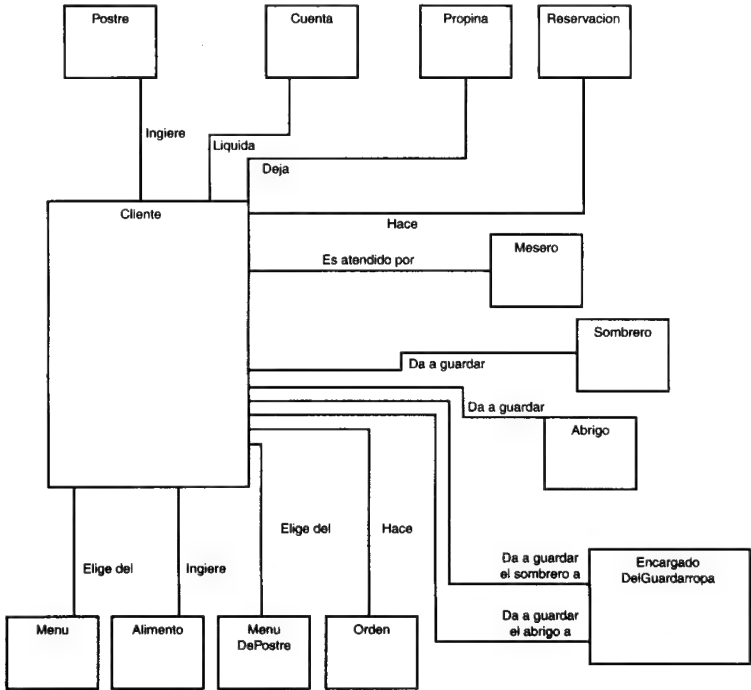 Postre
Cuenta
Propina
Reservacion
Ingiere
Liquida
Deja
Cliente
Hace
Es atendido por
Mesero
Sombrero
Da a guardar
Da a guardar
Abrigo
Elige del
Ingiere
Elige del
Hace
Da a guardar
el sombrero a
Encargado
DelGuardarropa
Da a guardar
el abrigo a
Menu
Alimento
Menu
DePostre
Orden